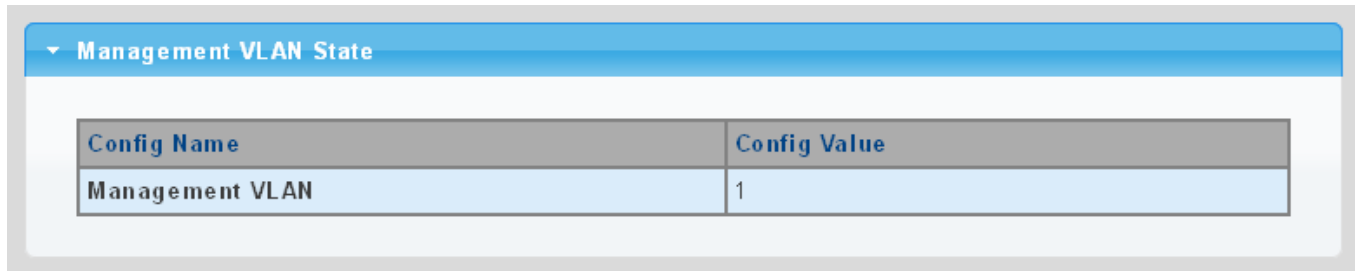 Management VLAN State
Config Name Config Value
Management VLAN 1